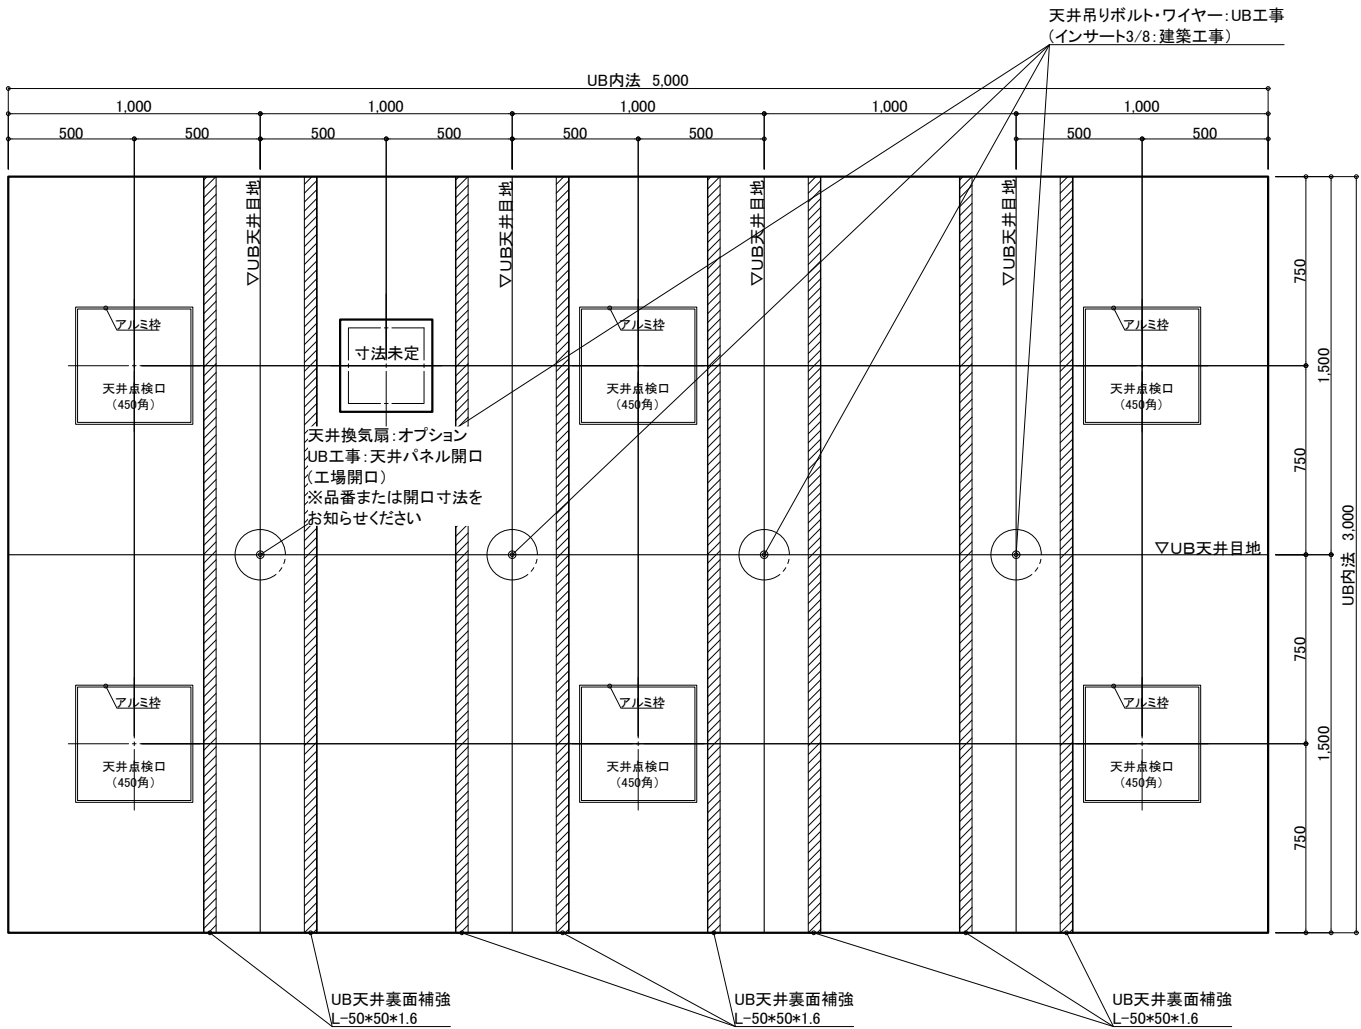 天井吊りボルト・ワイヤー：UB工事
（インサート3/8：建築工事）
UB内法 5,000
1,000
1,000
1,000
1,000
1,000
500
500
500
500
500
500
500
500
▽UB天井目地
▽UB天井目地
▽UB天井目地
▽UB天井目地
アルミ枠
天井点検口
（450角）
寸法未定
アルミ枠
天井点検口
（450角）
アルミ枠
天井点検口
（450角）
天井換気扇：オプション
UB工事：天井パネル開口
（工場開口）
※品番または開口寸法を
お知らせください
▽UB天井目地
750
750
1,500
750
750
1,500
UB内法 3,000
アルミ枠
天井点検口
（450角）
アルミ枠
天井点検口
（450角）
アルミ枠
天井点検口
（450角）
UB天井裏面補強
L-50*50*1.6
UB天井裏面補強
L-50*50*1.6
UB天井裏面補強
L-50*50*1.6